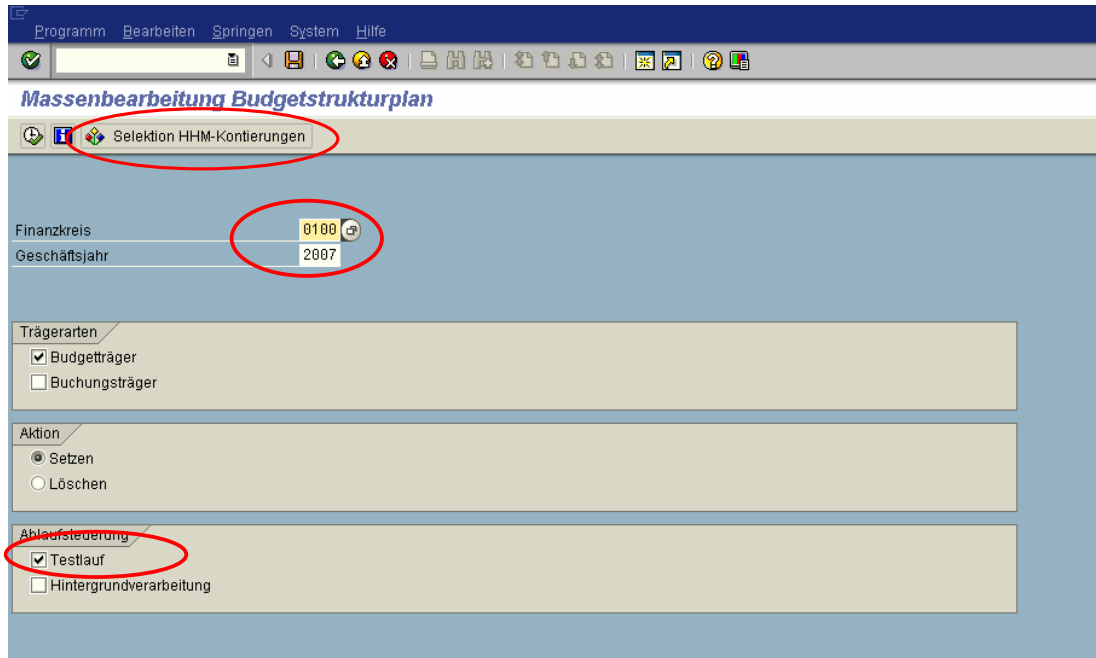 Programm Bearbeiten Springen System Hilfe
Massenbearbeitung Budgetstrukturplan
Selektion HHM-Kontierungen
Finanzkreis 0100
Geschäftsjahr 2007
Trägerarten
Budgetträger
Buchungsträger
Aktion
Setzen
Löschen
Ablaufsteuerung
Testlauf
Hintergrundverarbeitung